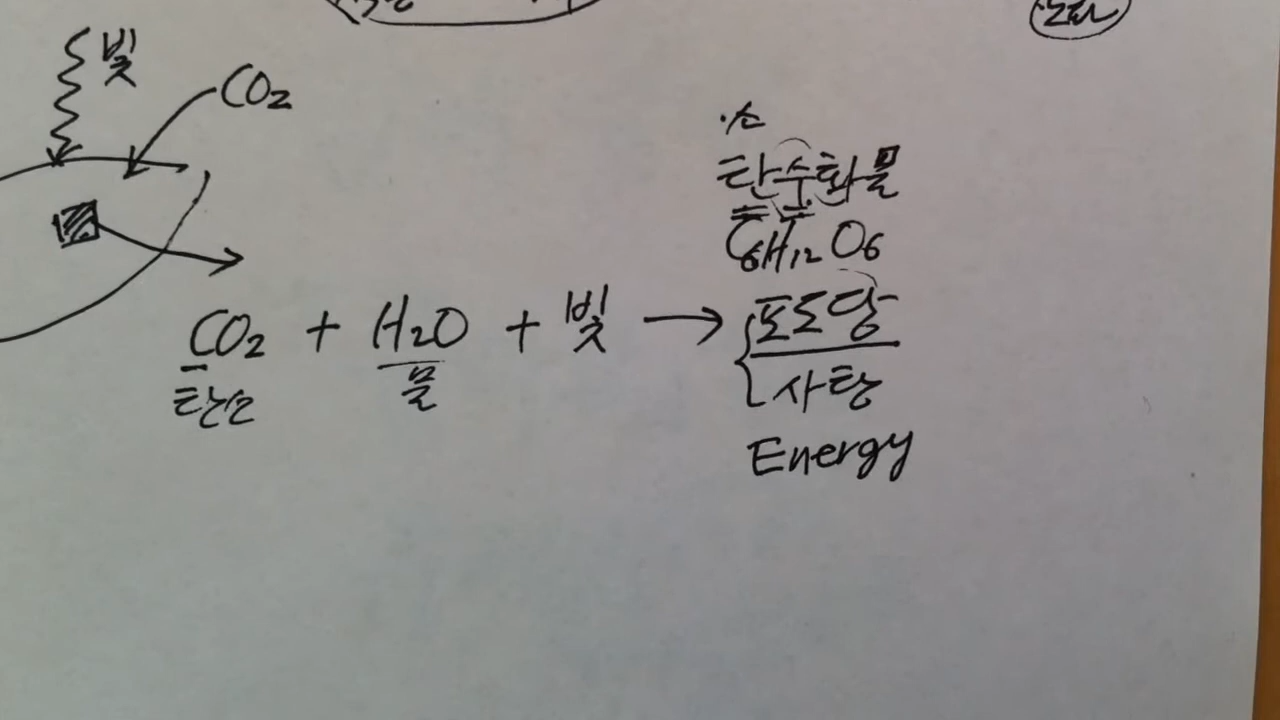 빛
CO2
·소
탄수화물
C6H12O6
CO2 + H2O + 빛 → 포도당
탄소
물
사탕
Energy